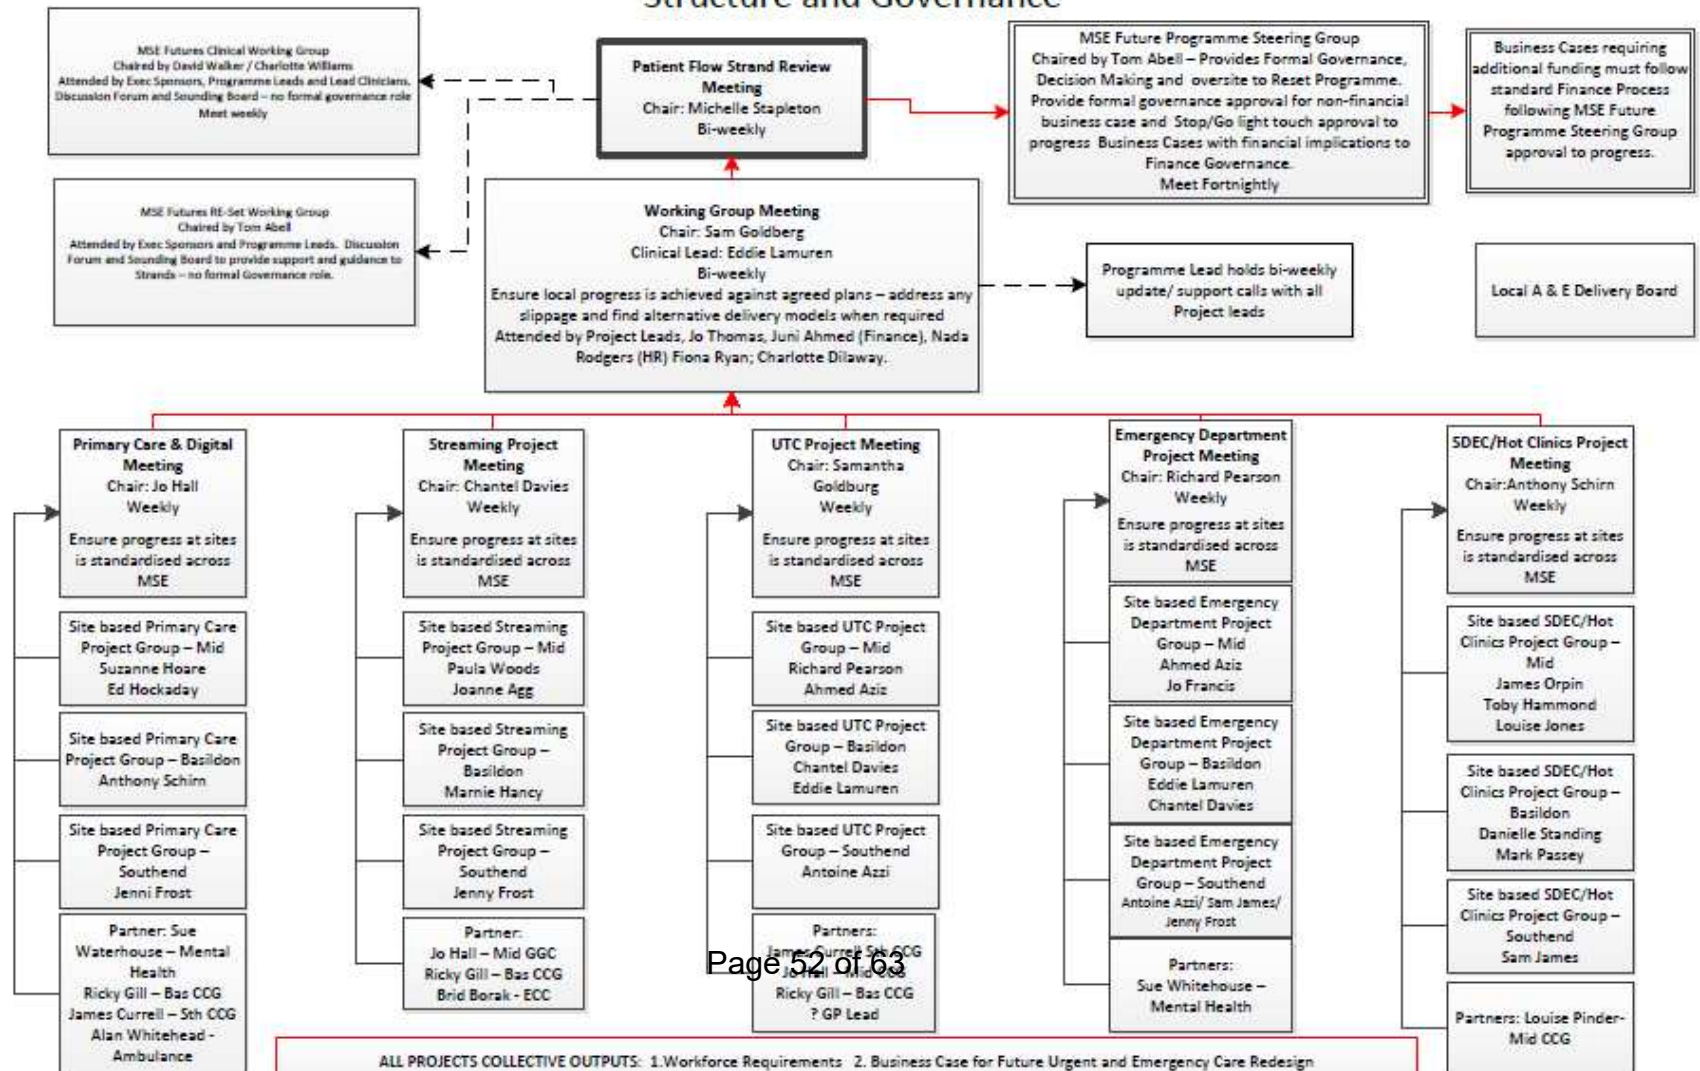 Structure and Governance
MSE Futures Clinical Working Group
Chaired by David Walker / Charlotte Williams
Attended by Exec Sponsors, Programme Leads and Lead Clinicians.
Discussion Forum and Sounding Board – no formal governance role
Meet weekly
Patient Flow Strand Review
Meeting
Chair: Michelle Stapleton
Bi-weekly
MSE Future Programme Steering Group
Chaired by Tom Abell – Provides Formal Governance,
Decision Making and oversite to Reset Programme.
Provide formal governance approval for non-financial
business case and Stop/Go light touch approval to
progress Business Cases with financial implications to
Finance Governance.
Meet Fortnightly
Business Cases requiring
additional funding must follow
standard Finance Process
following MSE Future
Programme Steering Group
approval to progress.
MSE Futures RE-Set Working Group
Chaired by Tom Abell
Attended by Exec Sponsors and Programme Leads. Discussion
Forum and Sounding Board to provide support and guidance to
Strands – no formal Governance role.
Working Group Meeting
Chair: Sam Goldberg
Clinical Lead: Eddie Lamuren
Bi-weekly
Ensure local progress is achieved against agreed plans – address any
slippage and find alternative delivery models when required
Attended by Project Leads, Jo Thomas, Juni Ahmed (Finance), Nada
Rodgers (HR) Fiona Ryan; Charlotte Dilaway.
Programme Lead holds bi-weekly
update/ support calls with all
Project leads
Local A & E Delivery Board
Primary Care & Digital
Meeting
Chair: Jo Hall
Weekly
Ensure progress at sites
is standardised across
MSE
Site based Primary Care
Project Group – Mid
Suzanne Hoare
Ed Hockaday
Site based Primary Care
Project Group – Basildon
Anthony Schirn
Site based Primary Care
Project Group –
Southend
Jenni Frost
Partner: Sue
Waterhouse – Mental
Health
Ricky Gill – Bas CCG
James Currell – Sth CCG
Alan Whitehead -
Ambulance
Streaming Project
Meeting
Chair: Chantel Davies
Weekly
Ensure progress at sites
is standardised across
MSE
Site based Streaming
Project Group – Mid
Paula Woods
Joanne Agg
Site based Streaming
Project Group –
Basildon
Marnie Hancy
Site based Streaming
Project Group –
Southend
Jenny Frost
Partner:
Jo Hall – Mid GGC
Ricky Gill – Bas CCG
Brid Borak - ECC
UTC Project Meeting
Chair: Samantha
Goldburg
Weekly
Ensure progress at sites
is standardised across
MSE
Site based UTC Project
Group – Mid
Richard Pearson
Ahmed Aziz
Site based UTC Project
Group – Basildon
Chantel Davies
Eddie Lamuren
Site based UTC Project
Group – Southend
Antoine Azzi
Partners:
James Currell Sth CCG
Jo Hall – Mid CCG
Ricky Gill – Bas CCG
? GP Lead
Page 52 of 63
Emergency Department
Project Meeting
Chair: Richard Pearson
Weekly
Ensure progress at sites
is standardised across
MSE
Site based Emergency
Department Project
Group – Mid
Ahmed Aziz
Jo Francis
Site based Emergency
Department Project
Group – Basildon
Eddie Lamuren
Chantel Davies
Site based Emergency
Department Project
Group – Southend
Antoine Azzi/ Sam James/
Jenny Frost
Partners:
Sue Whitehouse –
Mental Health
SDEC/Hot Clinics Project
Meeting
Chair:Anthony Schirn
Weekly
Ensure progress at sites
is standardised across
MSE
Site based SDEC/Hot
Clinics Project Group –
Mid
James Orpin
Toby Hammond
Louise Jones
Site based SDEC/Hot
Clinics Project Group –
Basildon
Danielle Standing
Mark Passey
Site based SDEC/Hot
Clinics Project Group –
Southend
Sam James
Partners: Louise Pinder-
Mid CCG
ALL PROJECTS COLLECTIVE OUTPUTS: 1.Workforce Requirements 2. Business Case for Future Urgent and Emergency Care Redesign